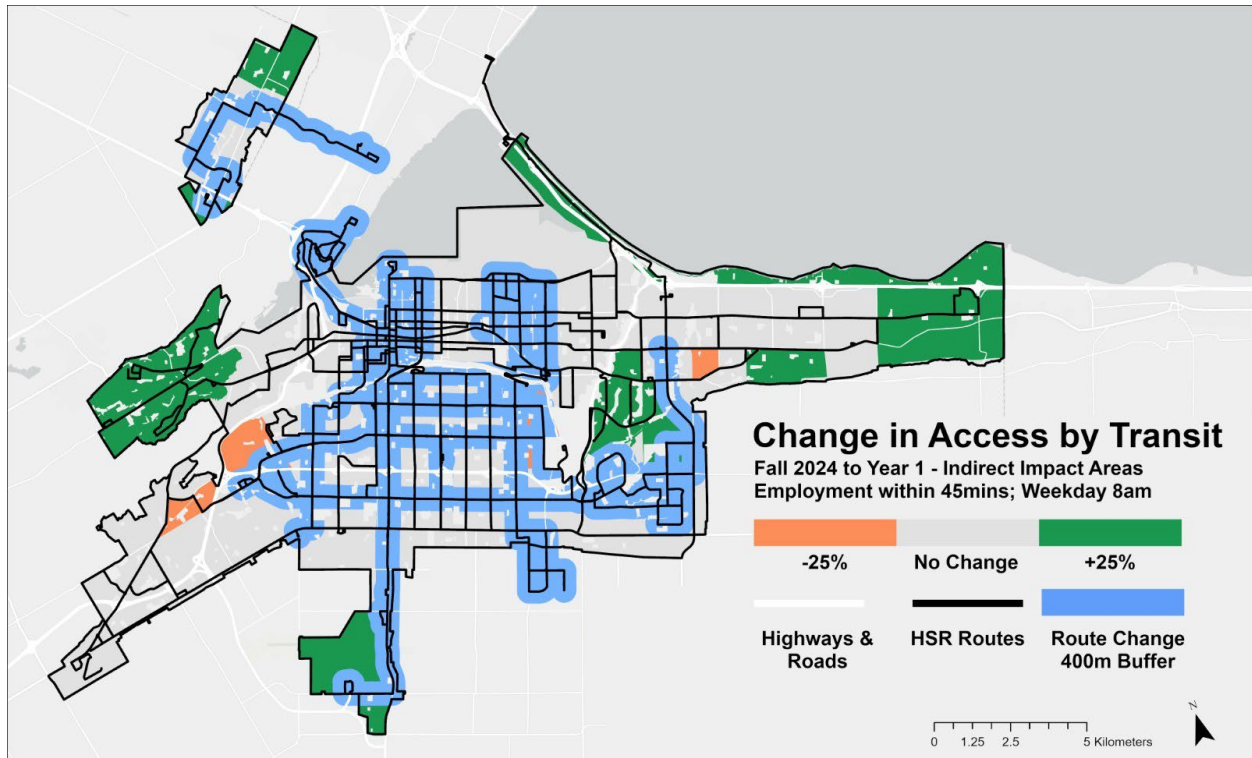 Change in Access by Transit
Fall 2024 to Year 1 - Indirect Impact Areas
Employment within 45mins; Weekday 8am
-25% No Change +25%
Highways & Roads
HSR Routes
Route Change 400m Buffer
N
0 1.25 2.5 5 Kilometers